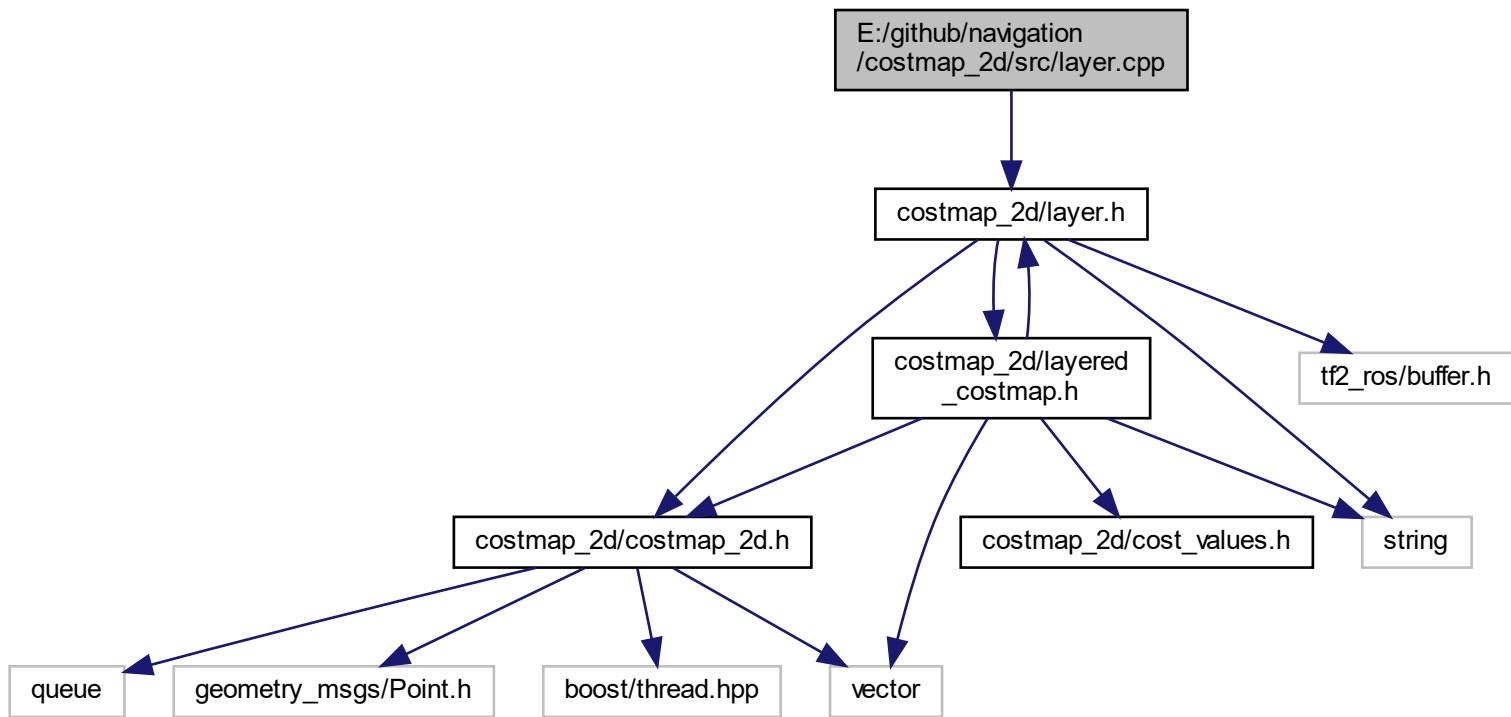 E:/github/navigation
/costmap_2d/src/layer.cpp
costmap_2d/layer.h
costmap_2d/layered
_costmap.h
tf2_ros/buffer.h
costmap_2d/costmap_2d.h
costmap_2d/cost_values.h
string
queue
geometry_msgs/Point.h
boost/thread.hpp
vector